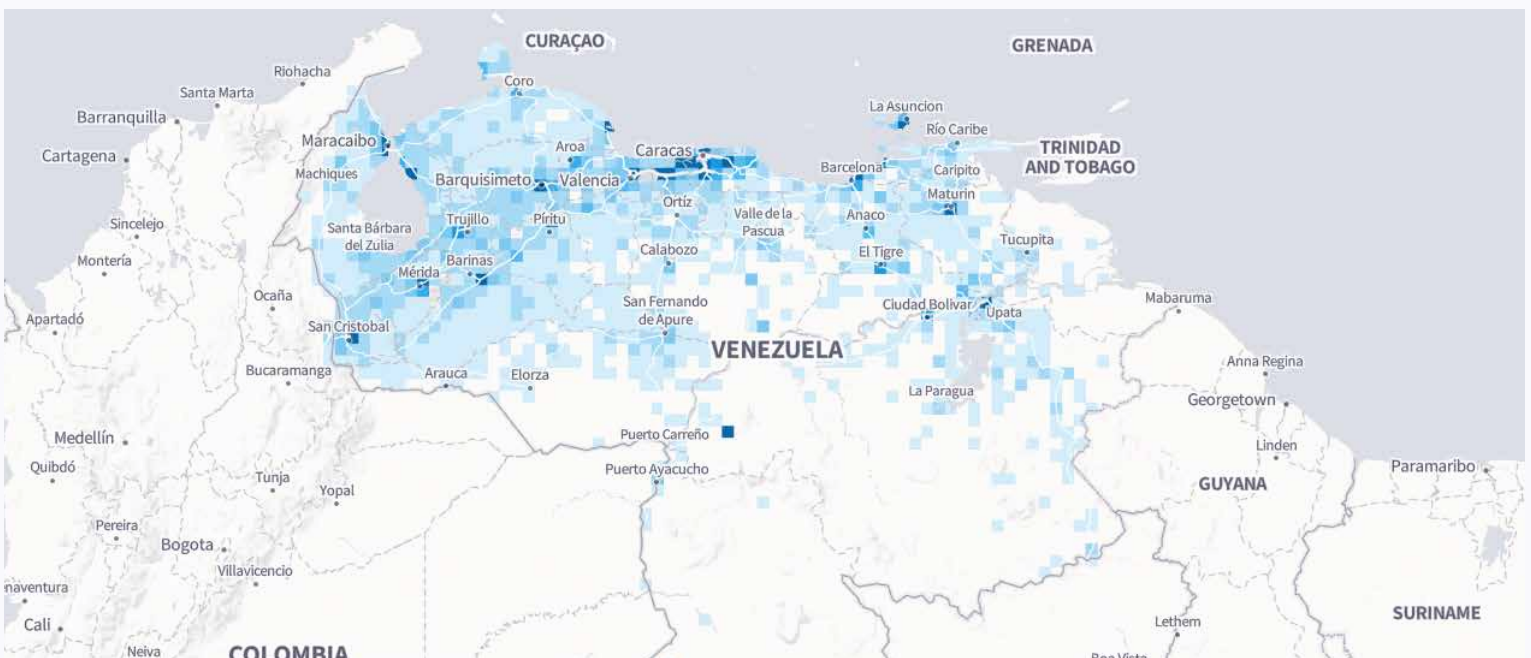 CURAÇAO
GRENADA
Riohacha
Coro
Santa Marta
La Asuncion
Barranquilla
Río Caribe
Maracaibo
Aroa
Caracas
TRINIDAD
AND TOBAGO
Cartagena
Machiques
Barquisimeto
Valencia
Barcelona
Caripito
Maturin
Ortíz
Sincelejo
Santa Bárbara
del Zulia
Trujillo
Píritu
Valle de la
Pascua
Anaco
Tucupita
Montería
Calabozo
El Tigre
Barinas
Mérida
Ocaña
San Fernando
de Apure
Ciudad Bolivar
Upata
Mabaruma
Apartadó
San Cristobal
VENEZUELA
Bucaramanga
Arauca
Elorza
La Paragua
Anna Regina
Georgetown
Medellín
Puerto Carreño
Linden
Quibdó
Puerto Ayacucho
Paramaribo
Tunja
Yopal
GUYANA
Pereira
Bogota
Villavicencio
enaventura
Cali
SURINAME
Lethem
Neiva
COLOMBIA
Boa Vista